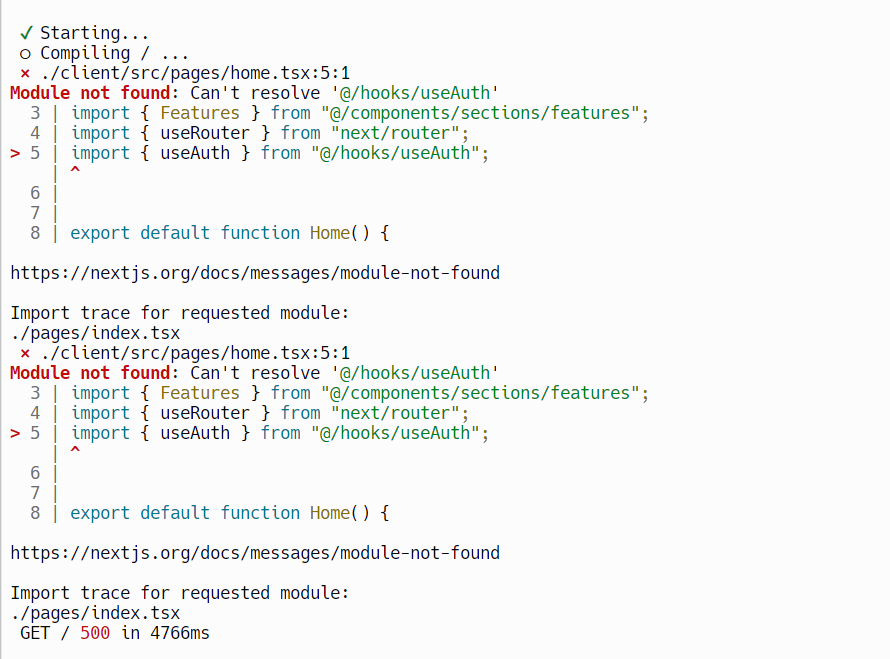 ✓ Starting...
○ Compiling / ...
⨯ ./client/src/pages/home.tsx:5:1
Module not found: Can't resolve '@/hooks/useAuth'
  3 | import { Features } from "@/components/sections/features";
  4 | import { useRouter } from "next/router";
> 5 | import { useAuth } from "@/hooks/useAuth";
    | ^
  6 |
  7 |
  8 | export default function Home() {

https://nextjs.org/docs/messages/module-not-found

Import trace for requested module:
./pages/index.tsx
⨯ ./client/src/pages/home.tsx:5:1
Module not found: Can't resolve '@/hooks/useAuth'
  3 | import { Features } from "@/components/sections/features";
  4 | import { useRouter } from "next/router";
> 5 | import { useAuth } from "@/hooks/useAuth";
    | ^
  6 |
  7 |
  8 | export default function Home() {

https://nextjs.org/docs/messages/module-not-found

Import trace for requested module:
./pages/index.tsx
GET / 500 in 4766ms